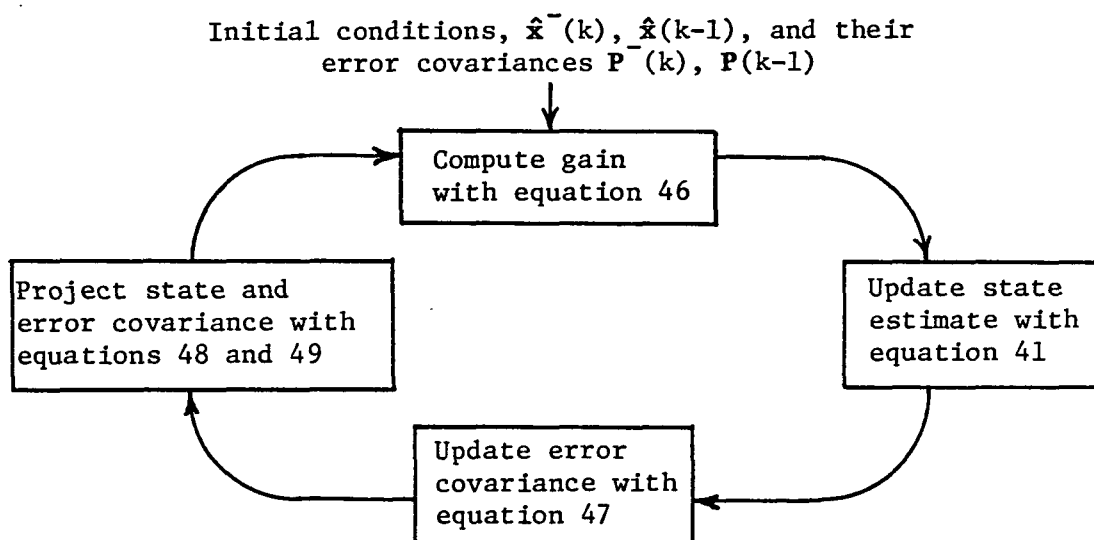 Initial conditions, x̂⁻(k), x̂(k-1), and their
error covariances P⁻(k), P(k-1)
Compute gain
with equation 46
Project state and
error covariance with
equations 48 and 49
Update state
estimate with
equation 41
Update error
covariance with
equation 47